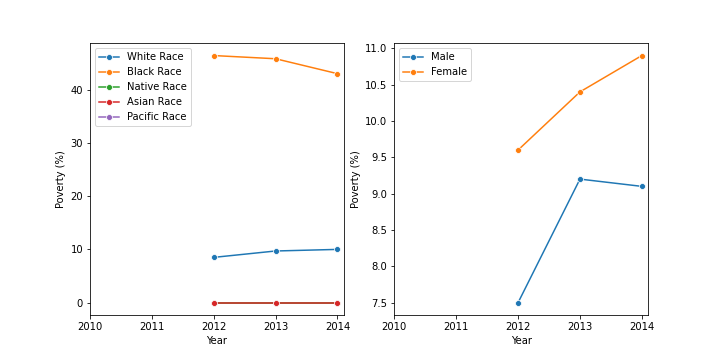 White Race
Black Race
Native Race
Asian Race
Pacific Race
Poverty (%)
40
30
20
10
0
2010 2011 2012 2013 2014
Year
Male
Female
Poverty (%)
11.0
10.5
10.0
9.5
9.0
8.5
8.0
7.5
2010 2011 2012 2013 2014
Year